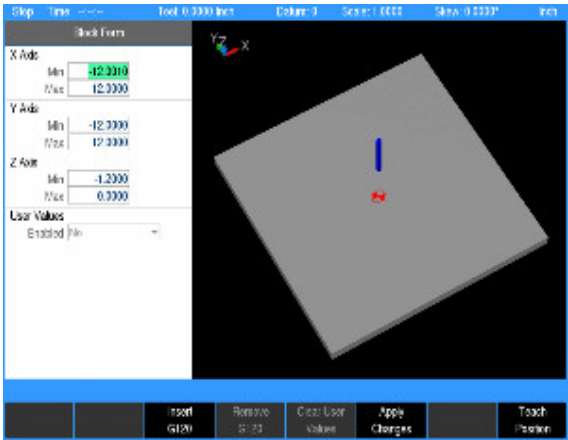 Stop Time: --:--:-- Tool: 0.0000 Inch Datum: 0 Scale: 1.0000 Skew: 0.0000° Inch
Block Form
X Axis
Min -12.0010
Max 12.0000
Y Axis
Min -12.0000
Max 12.0000
Z Axis
Min -1.2000
Max 0.0000
User Values
Enabled No
Y Z X
Insert G120
Remove G120
Clear User Values
Apply Changes
Teach Position